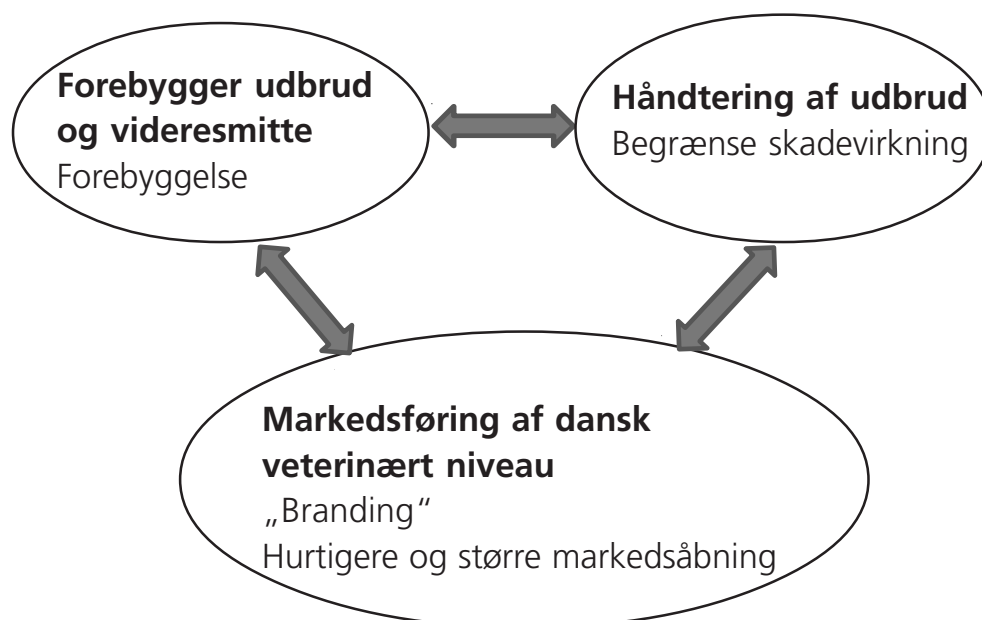 Forebygger udbrud
og videresmitte
Forebyggelse
Håndtering af udbrud
Begrænse skadevirkning
Markedsføring af dansk
veterinært niveau
„Branding“
Hurtigere og større markedsåbning